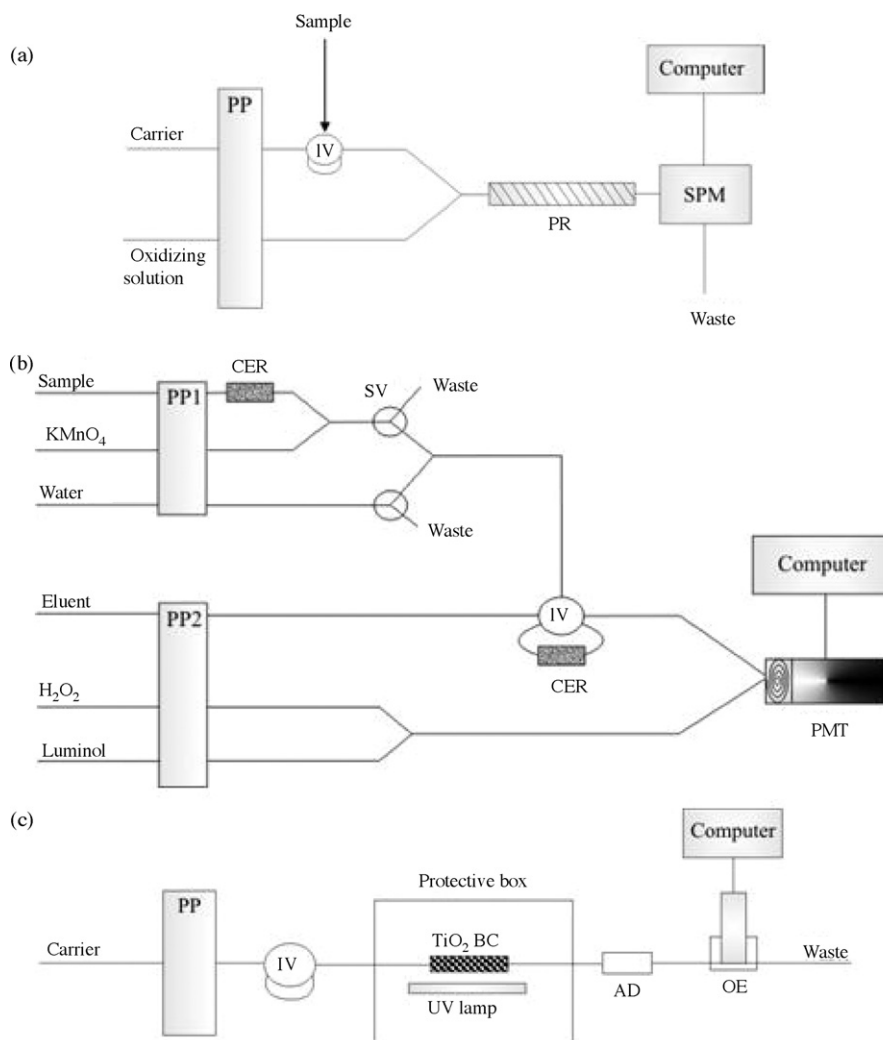 Sample
(a)
Computer
PP
Carrier
IV
SPM
PR
Oxidizing
solution
Waste
(b)
CER
Sample
PP1
SV
Waste
KMnO4
Water
Waste
Computer
Eluent
PP2
IV
CER
H2O2
PMT
Luminol
(c)
Computer
Protective box
PP
TiO2 BC
Carrier
IV
Waste
AD
OE
UV lamp